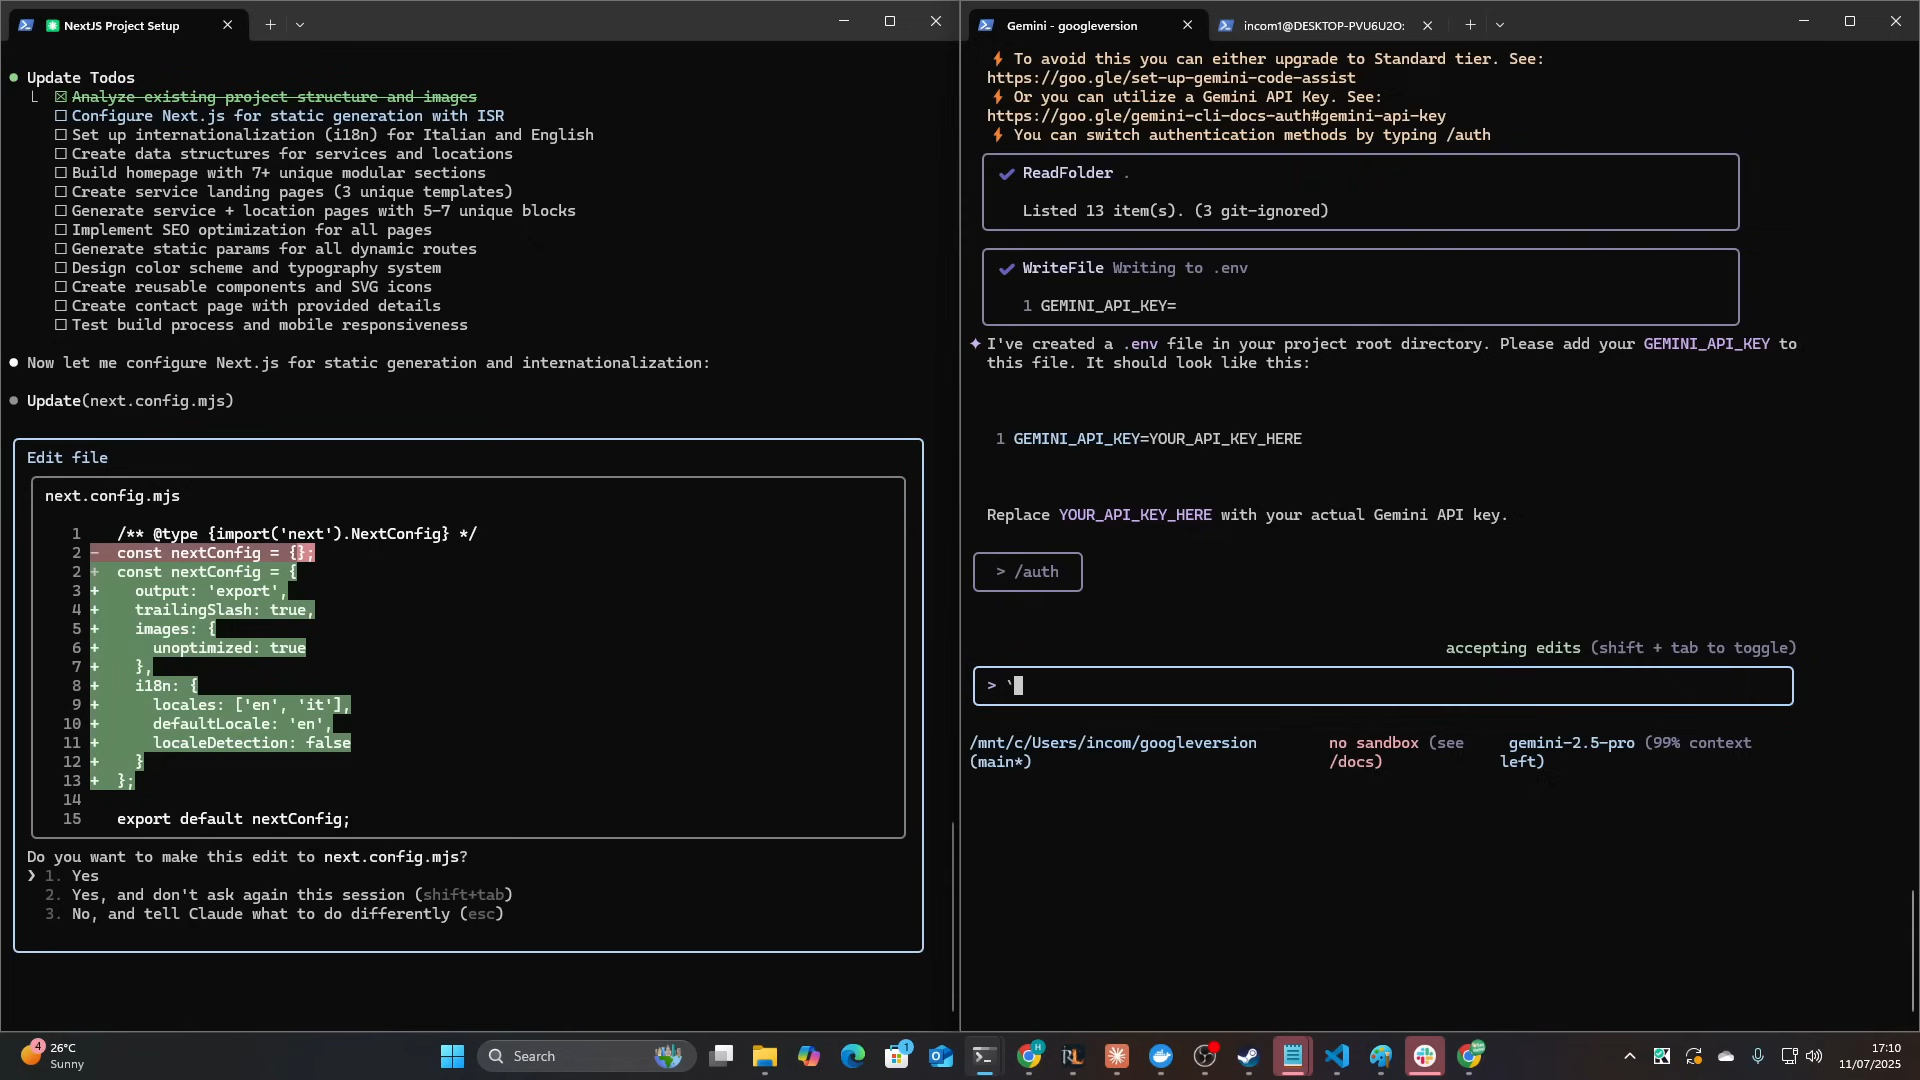 NextJS Project Setup
Update Todos
Analyze existing project structure and images
Configure Next.js for static generation with ISR
Set up internationalization (i18n) for Italian and English
Create data structures for services and locations
Build homepage with 7+ unique modular sections
Create service landing pages (3 unique templates)
Generate service + location pages with 5-7 unique blocks
Implement SEO optimization for all pages
Generate static params for all dynamic routes
Design color scheme and typography system
Create reusable components and SVG icons
Create contact page with provided details
Test build process and mobile responsiveness
Now let me configure Next.js for static generation and internationalization:
Update(next.config.mjs)
Edit file
next.config.mjs
1 /** @type {import('next').NextConfig} */
2 - const nextConfig = {};
2 + const nextConfig = {
3 + output: 'export',
4 + trailingSlash: true,
5 + images: {
6 + unoptimized: true
7 + },
8 + i18n: {
9 + locales: ['en', 'it'],
10 + defaultLocale: 'en',
11 + localeDetection: false
12 + }
13 + };
14
15 export default nextConfig;
Do you want to make this edit to next.config.mjs?
❯ 1. Yes
2. Yes, and don't ask again this session (shift+tab)
3. No, and tell Claude what to do differently (esc)
Gemini - googleversion
incom1@DESKTOP-PVU6U2O:
⚡ To avoid this you can either upgrade to Standard tier. See:
https://goo.gle/set-up-gemini-code-assist
⚡ Or you can utilize a Gemini API Key. See:
https://goo.gle/gemini-cli-docs-auth#gemini-api-key
⚡ You can switch authentication methods by typing /auth
✔ ReadFolder .
Listed 13 item(s). (3 git-ignored)
✔ WriteFile Writing to .env
1 GEMINI_API_KEY=
✦ I've created a .env file in your project root directory. Please add your GEMINI_API_KEY to
this file. It should look like this:
1 GEMINI_API_KEY=YOUR_API_KEY_HERE
Replace YOUR_API_KEY_HERE with your actual Gemini API key.
> /auth
accepting edits (shift + tab to toggle)
> `
/mnt/c/Users/incom/googleversion no sandbox (see gemini-2.5-pro (99% context
(main*) /docs) left)
4
26°C
Sunny
Search
1
17:10
11/07/2025